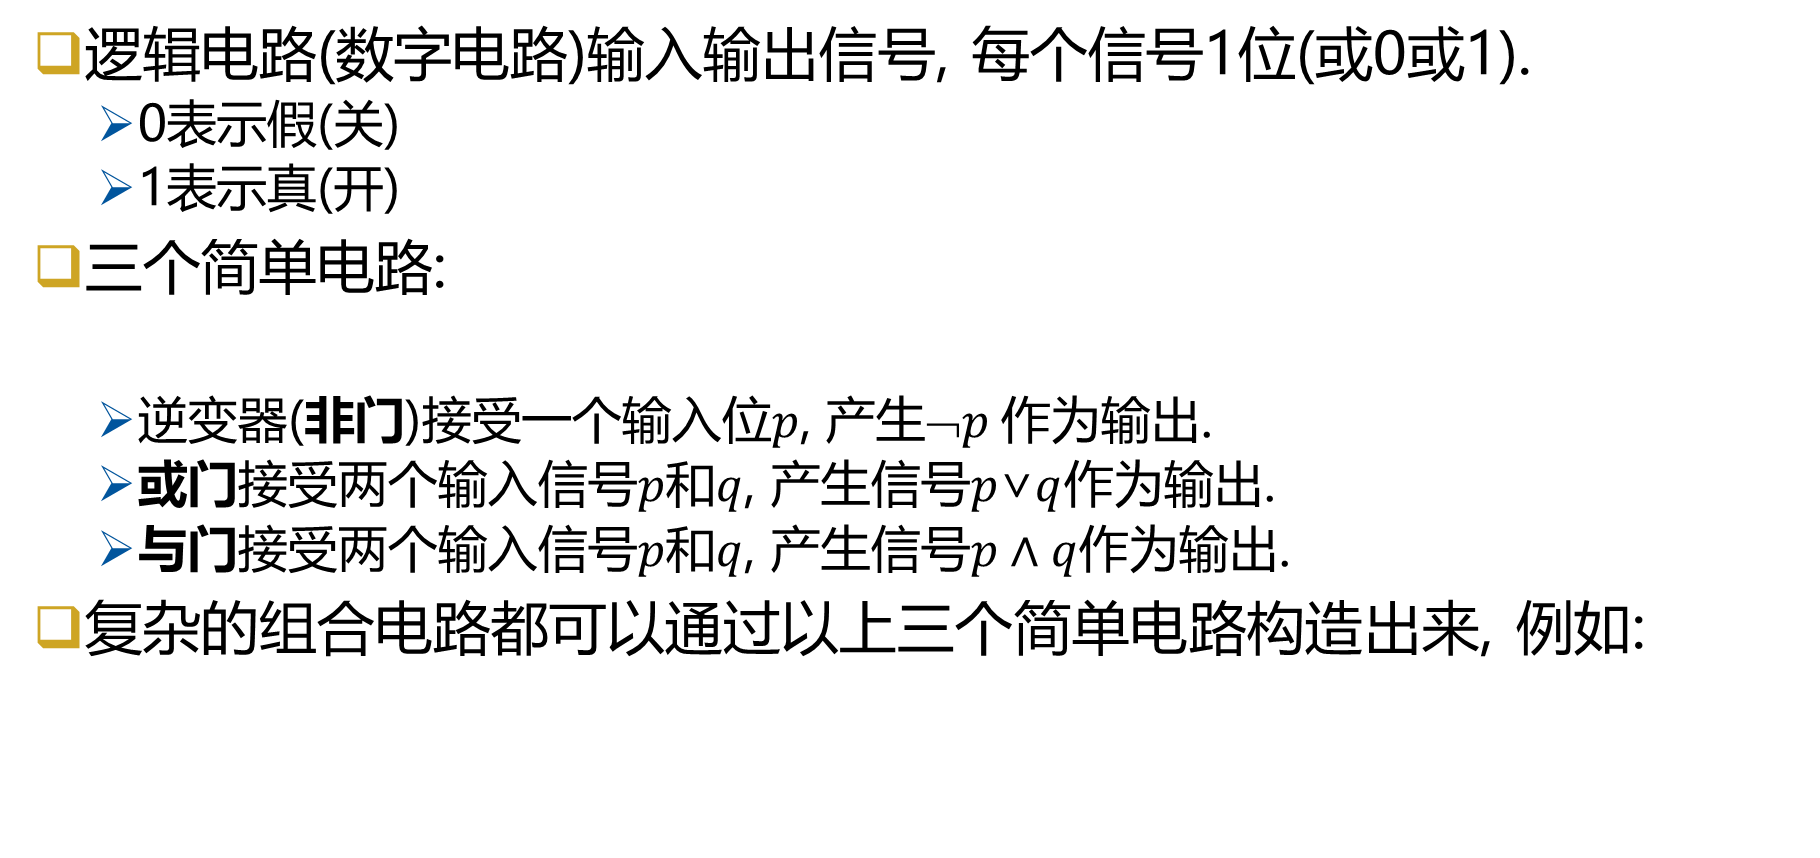 ❑逻辑电路(数字电路)输入输出信号, 每个信号1位(或0或1).
➢0表示假(关)
➢1表示真(开)
❑三个简单电路:
➢逆变器(非门)接受一个输入位p, 产生¬p 作为输出.
➢或门接受两个输入信号p和q, 产生信号p∨q作为输出.
➢与门接受两个输入信号p和q, 产生信号p ∧ q作为输出.
❑复杂的组合电路都可以通过以上三个简单电路构造出来, 例如: